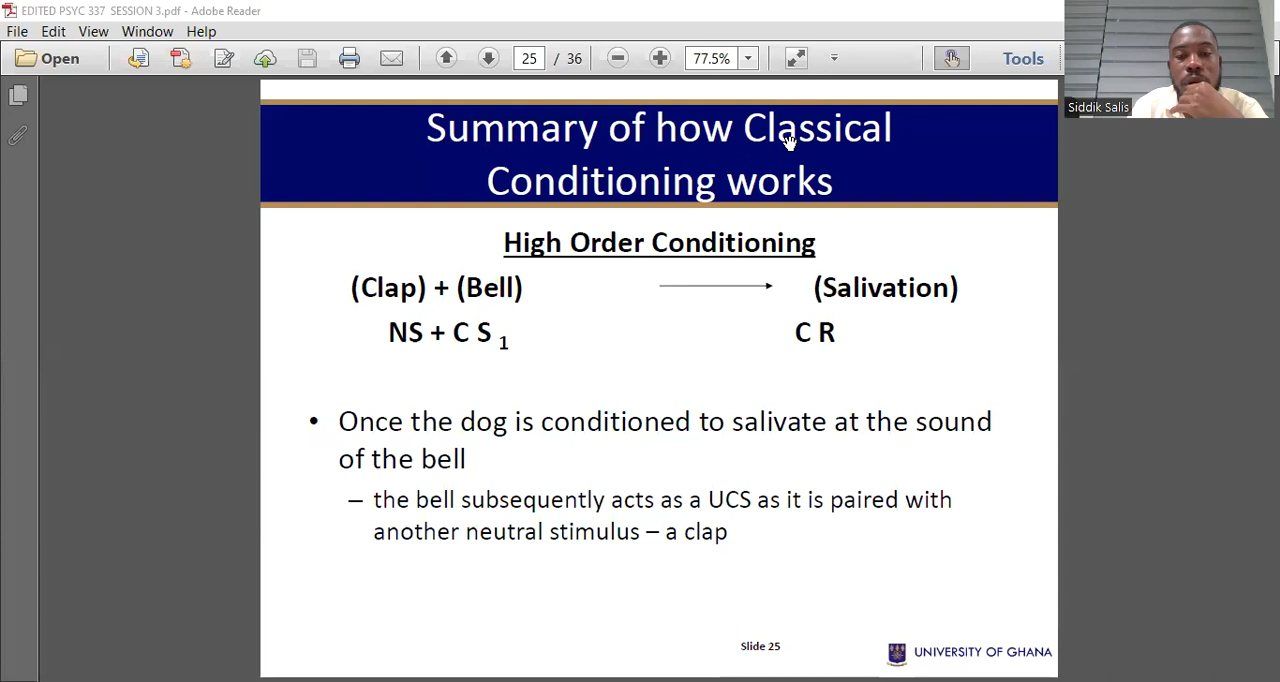 EDITED PSYC 337 SESSION 3.pdf - Adobe Reader
File Edit View Window Help
Open 25 / 36 77.5% Tools
Siddik Salis
Summary of how Classical
Conditioning works
High Order Conditioning
(Clap) + (Bell) (Salivation)
NS + C S 1 C R
• Once the dog is conditioned to salivate at the sound
of the bell
– the bell subsequently acts as a UCS as it is paired with
another neutral stimulus – a clap
Slide 25
UNIVERSITY OF GHANA